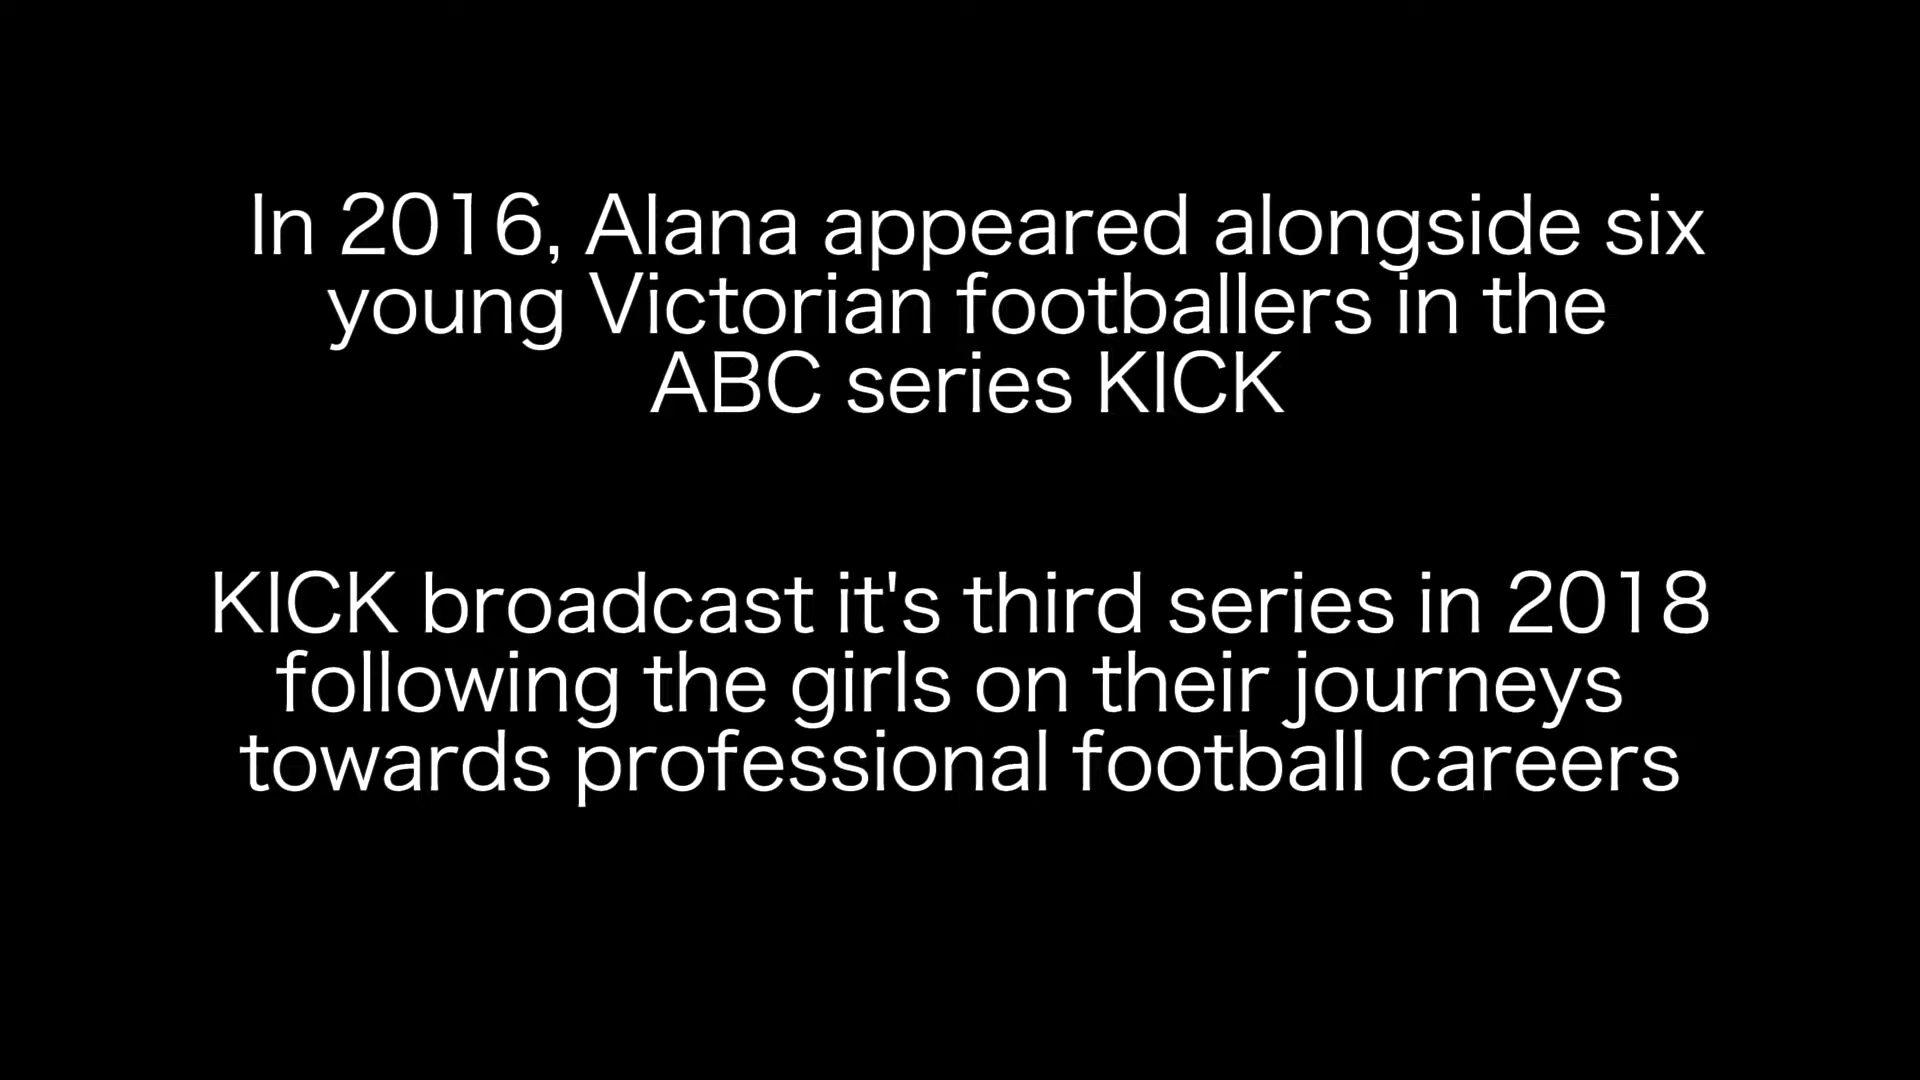 In 2016, Alana appeared alongside six
young Victorian footballers in the
ABC series KICK
KICK broadcast it's third series in 2018
following the girls on their journeys
towards professional football careers